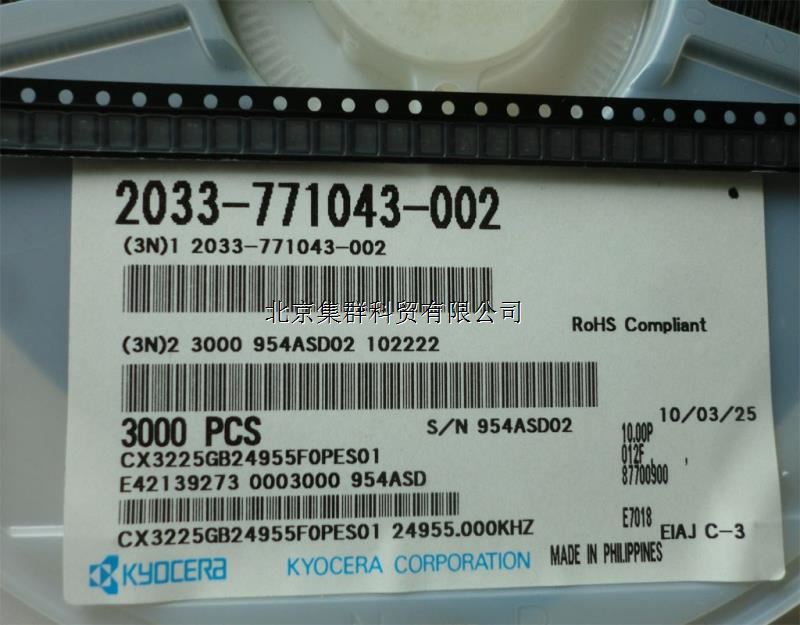 2033-771043-002
(3N)1 2033-771043-002
北京集群科贸有限公司
RoHS Compliant
(3N)2 3000 954ASD02 102222
3000 PCS
S/N 954ASD02
10/03/25
10.00P
CX3225GB24955F0PES01
012F, ,
E42139273 0003000 954ASD
87700900
E7018
CX3225GB24955F0PES01 24955.000KHZ
EIAJ C-3
KYOCERA
KYOCERA CORPORATION
MADE IN PHILIPPINES